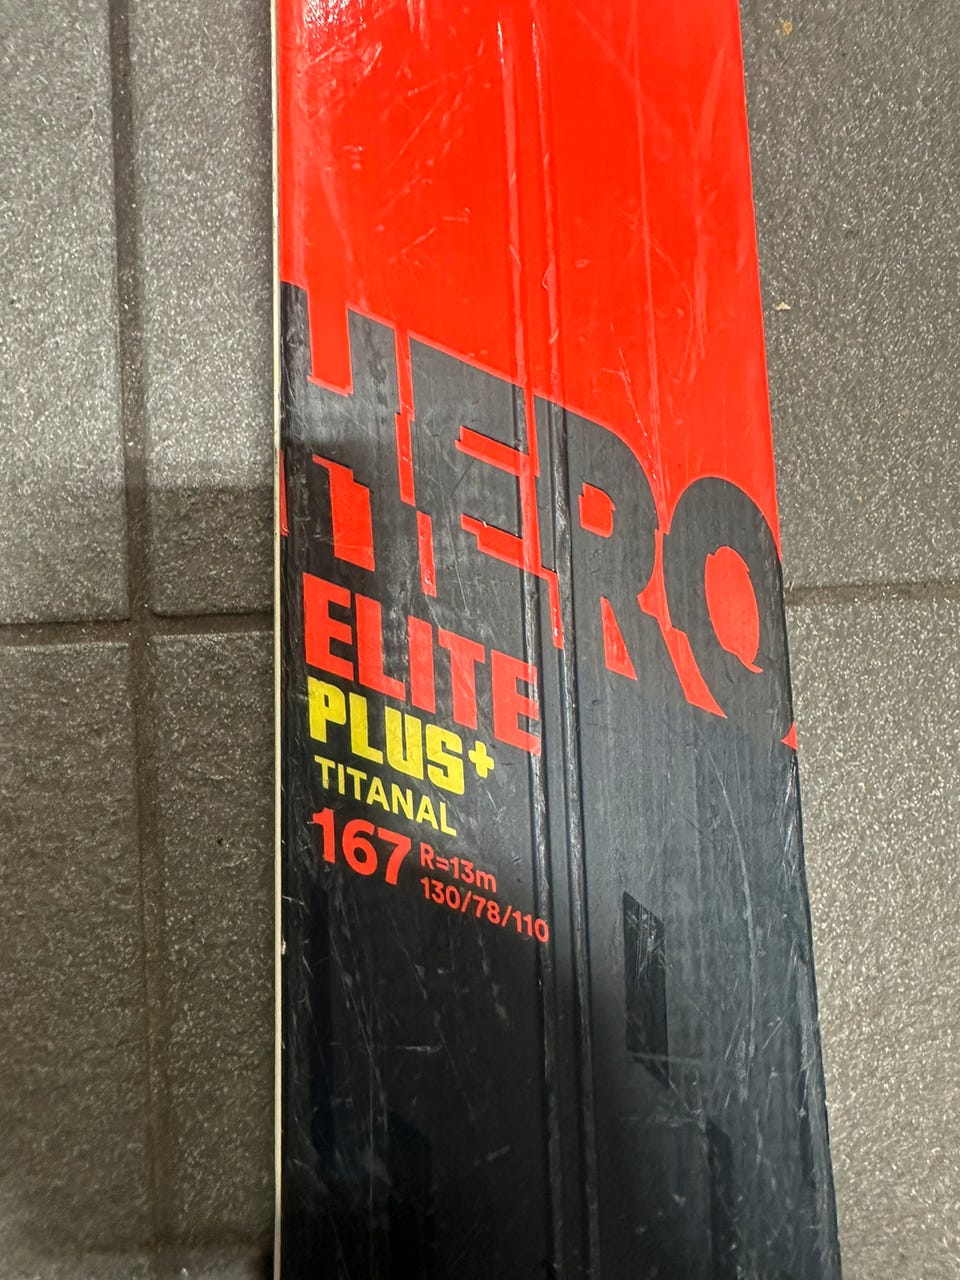 HERO
ELITE
PLUS+
TITANAL
167 R=13m
130/78/110